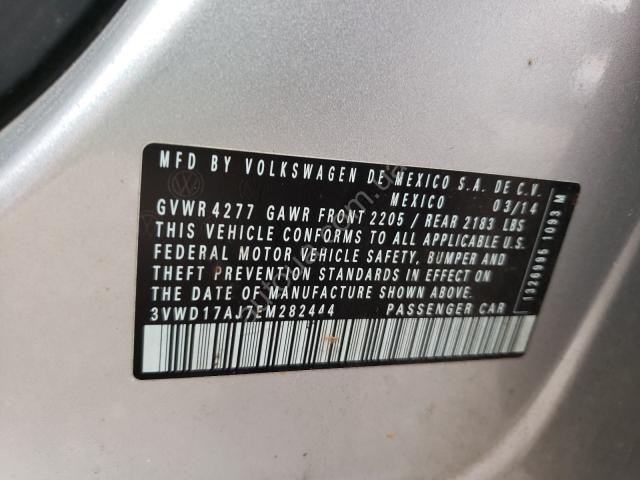 MFD BY VOLKSWAGEN DE MEXICO S.A. DE C.V.
MEXICO 03/14
GVWR 4277 GAWR FRONT 2205 / REAR 2183 LBS
THIS VEHICLE CONFORMS TO ALL APPLICABLE U.S.
FEDERAL MOTOR VEHICLE SAFETY, BUMPER AND
THEFT PREVENTION STANDARDS IN EFFECT ON
THE DATE OF MANUFACTURE SHOWN ABOVE.
3VWD17AJ7EM282444 PASSENGER CAR
1326996 1093 M